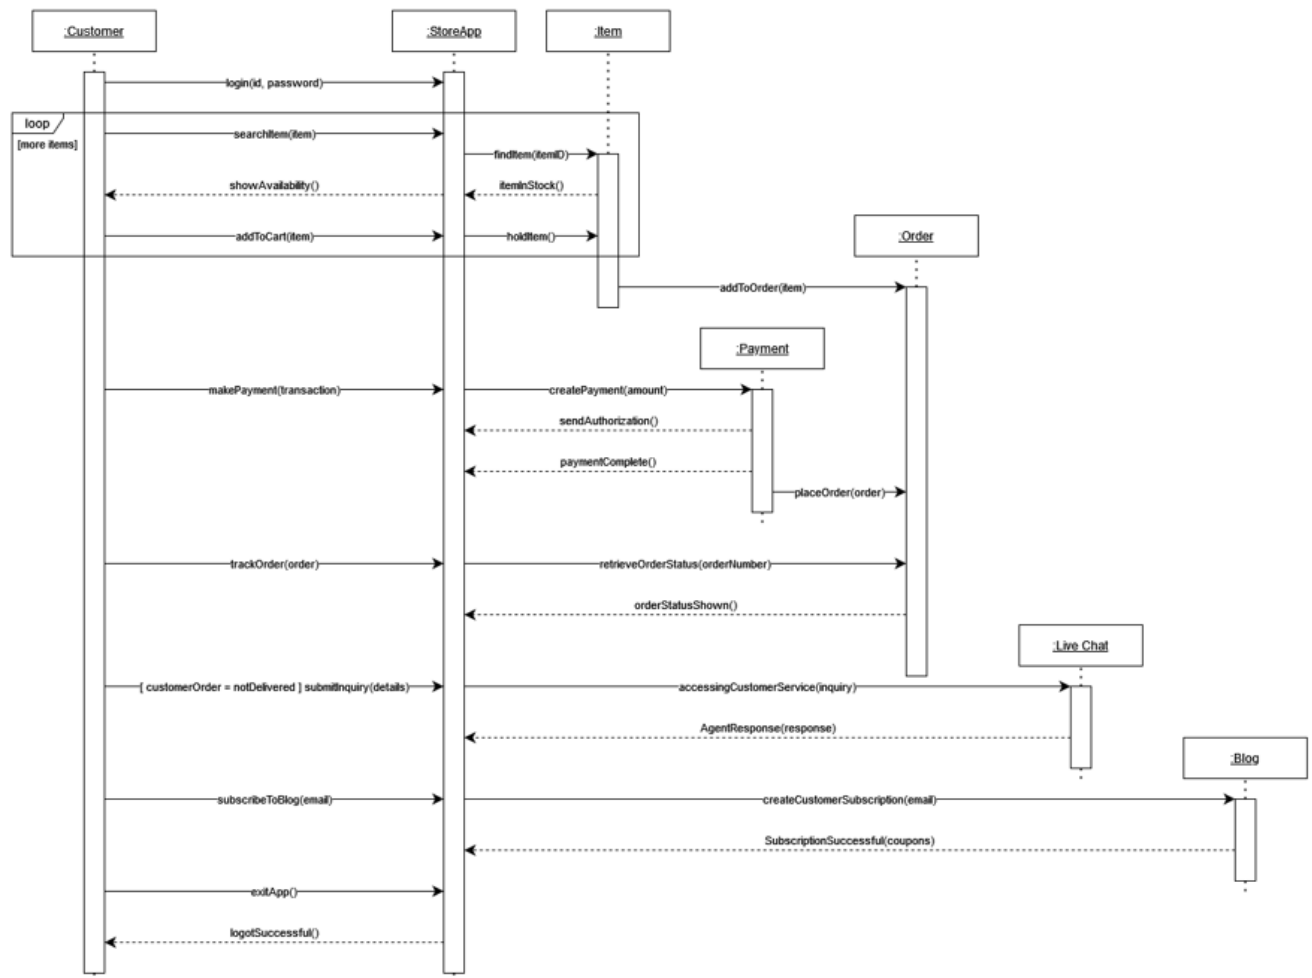 :Customer
:StoreApp
:Item
login(id, password)
loop
[more items]
searchItem(item)
findItem(itemID)
showAvailability()
itemInStock()
addToCart(item)
holdItem()
:Order
addToOrder(item)
:Payment
makePayment(transaction)
createPayment(amount)
sendAuthorization()
paymentComplete()
placeOrder(order)
trackOrder(order)
retrieveOrderStatus(orderNumber)
orderStatusShown()
:Live Chat
[ customerOrder = notDelivered ] submitInquiry(details)
accessingCustomerService(inquiry)
AgentResponse(response)
:Blog
subscribeToBlog(email)
createCustomerSubscription(email)
SubscriptionSuccessful(coupons)
exitApp()
logotSuccessful()